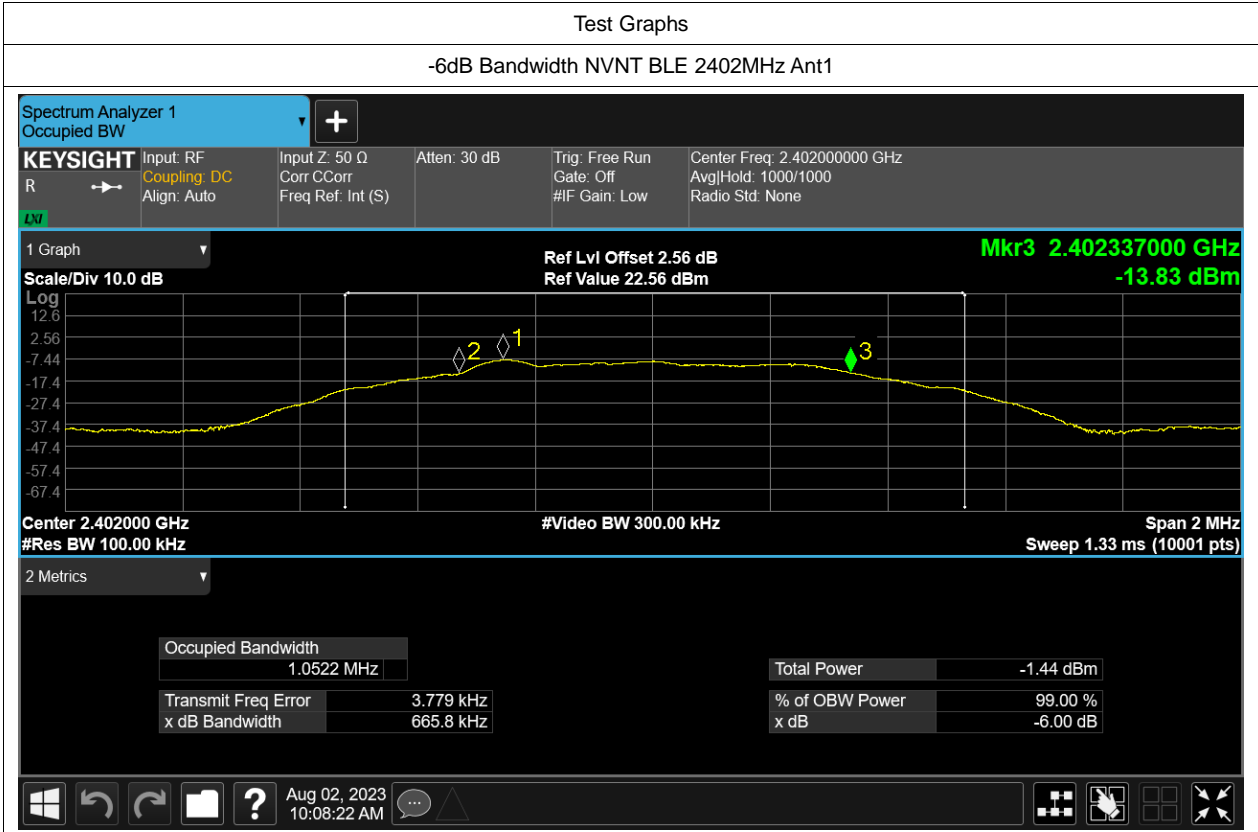 Test Graphs
-6dB Bandwidth NVNT BLE 2402MHz Ant1
Spectrum Analyzer 1
Occupied BW
KEYSIGHT
R
LXI
Input: RF
Coupling: DC
Align: Auto
Input Z: 50 Ω
Corr CCorr
Freq Ref: Int (S)
Atten: 30 dB
Trig: Free Run
Gate: Off
#IF Gain: Low
Center Freq: 2.402000000 GHz
Avg|Hold: 1000/1000
Radio Std: None
1 Graph
Scale/Div 10.0 dB
Ref Lvl Offset 2.56 dB
Ref Value 22.56 dBm
Mkr3 2.402337000 GHz
-13.83 dBm
Log
12.6
2.56
-7.44
-17.4
-27.4
-37.4
-47.4
-57.4
-67.4
2
1
3
Center 2.402000 GHz
#Video BW 300.00 kHz
Span 2 MHz
#Res BW 100.00 kHz
Sweep 1.33 ms (10001 pts)
2 Metrics
Occupied Bandwidth
1.0522 MHz
Total Power -1.44 dBm
Transmit Freq Error 3.779 kHz
% of OBW Power 99.00 %
x dB Bandwidth 665.8 kHz
x dB -6.00 dB
?
Aug 02, 2023
10:08:22 AM